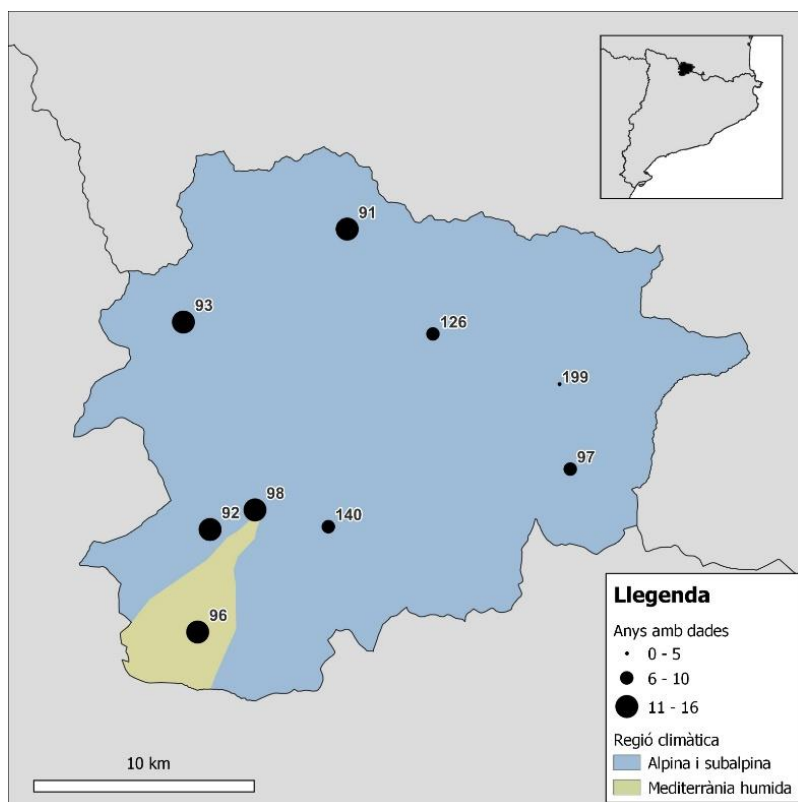 91
93
126
199
97
98
92
140
96
Llegenda
Anys amb dades
0 - 5
6 - 10
11 - 16
Regió climàtica
Alpina i subalpina
Mediterrània humida
10 km